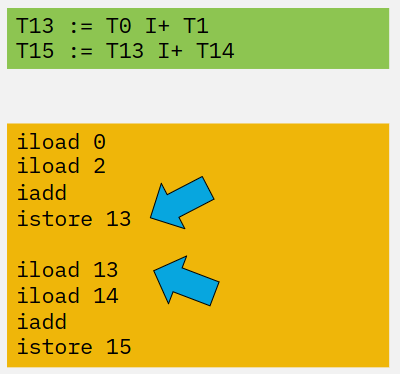 T13 := T0 I+ T1
T15 := T13 I+ T14
iload 0
iload 2
iadd
istore 13
iload 13
iload 14
iadd
istore 15